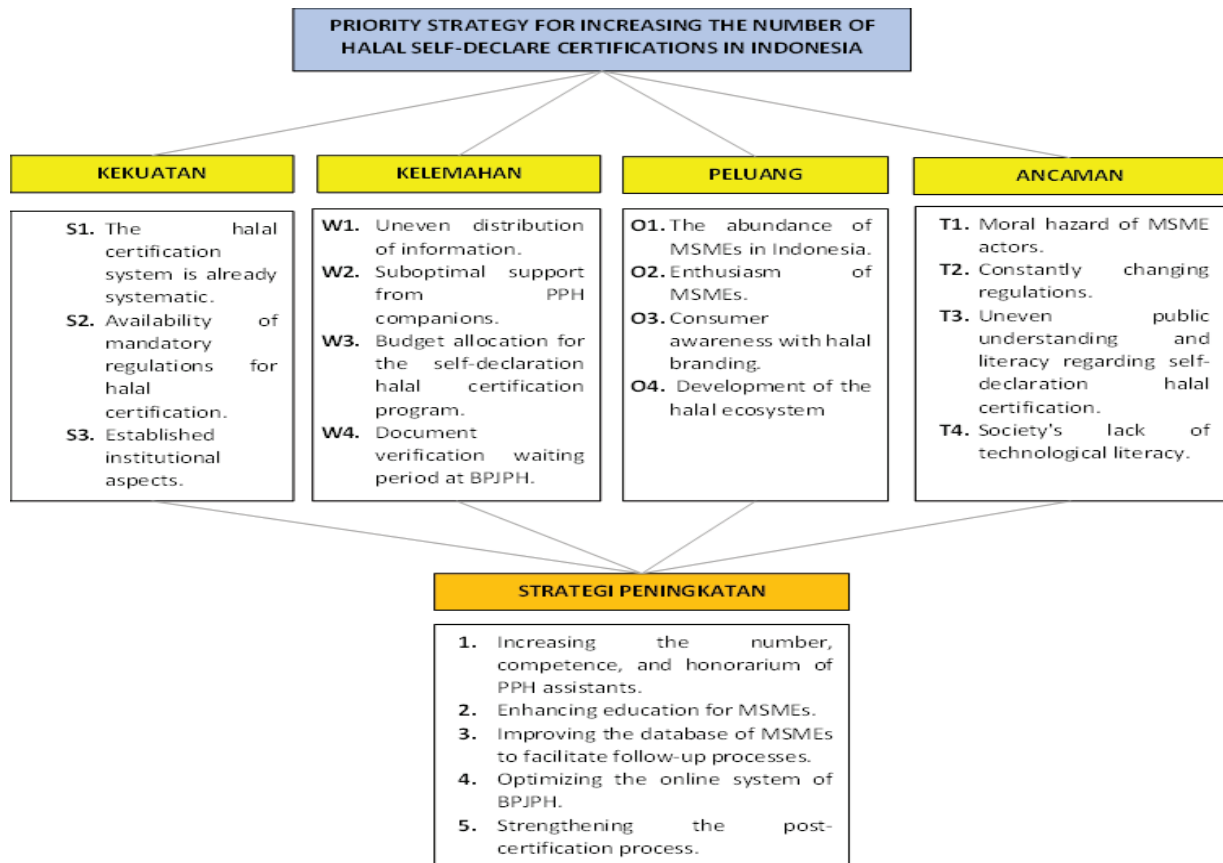 PRIORITY STRATEGY FOR INCREASING THE NUMBER OF
HALAL SELF-DECLARE CERTIFICATIONS IN INDONESIA
KEKUATAN
S1. The halal
certification
system is already
systematic.
S2. Availability of
mandatory
regulations for
halal
certification.
S3. Established
institutional
aspects.
KELEMAHAN
W1. Uneven distribution
of information.
W2. Suboptimal support
from PPH
companions.
W3. Budget allocation for
the self-declaration
halal certification
program.
W4. Document
verification waiting
period at BPJPH.
PELUANG
O1. The abundance of
MSMEs in Indonesia.
O2. Enthusiasm of
MSMEs.
O3. Consumer
awareness with halal
branding.
O4. Development of the
halal ecosystem
ANCAMAN
T1. Moral hazard of MSME
actors.
T2. Constantly changing
regulations.
T3. Uneven public
understanding and
literacy regarding self-
declaration halal
certification.
T4. Society's lack of
technological literacy.
STRATEGI PENINGKATAN
1. Increasing the number,
competence, and honorarium of
PPH assistants.
2. Enhancing education for MSMEs.
3. Improving the database of MSMEs
to facilitate follow-up processes.
4. Optimizing the online system of
BPJPH.
5. Strengthening the post-
certification process.